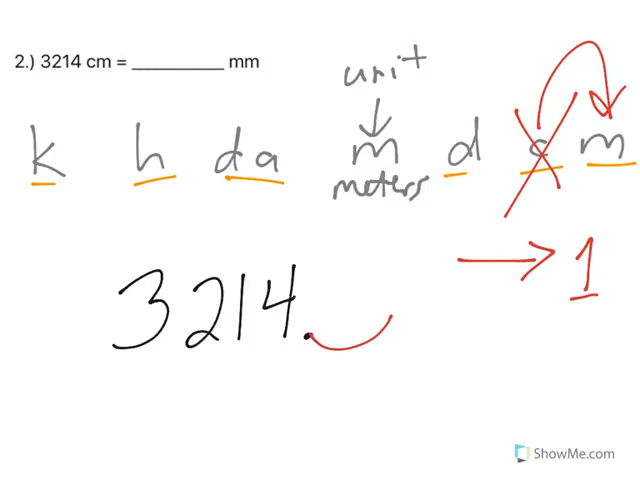 2.) 3214 cm = __________ mm
unit
k h da m d c m
meters
1
3214.
ShowMe.com